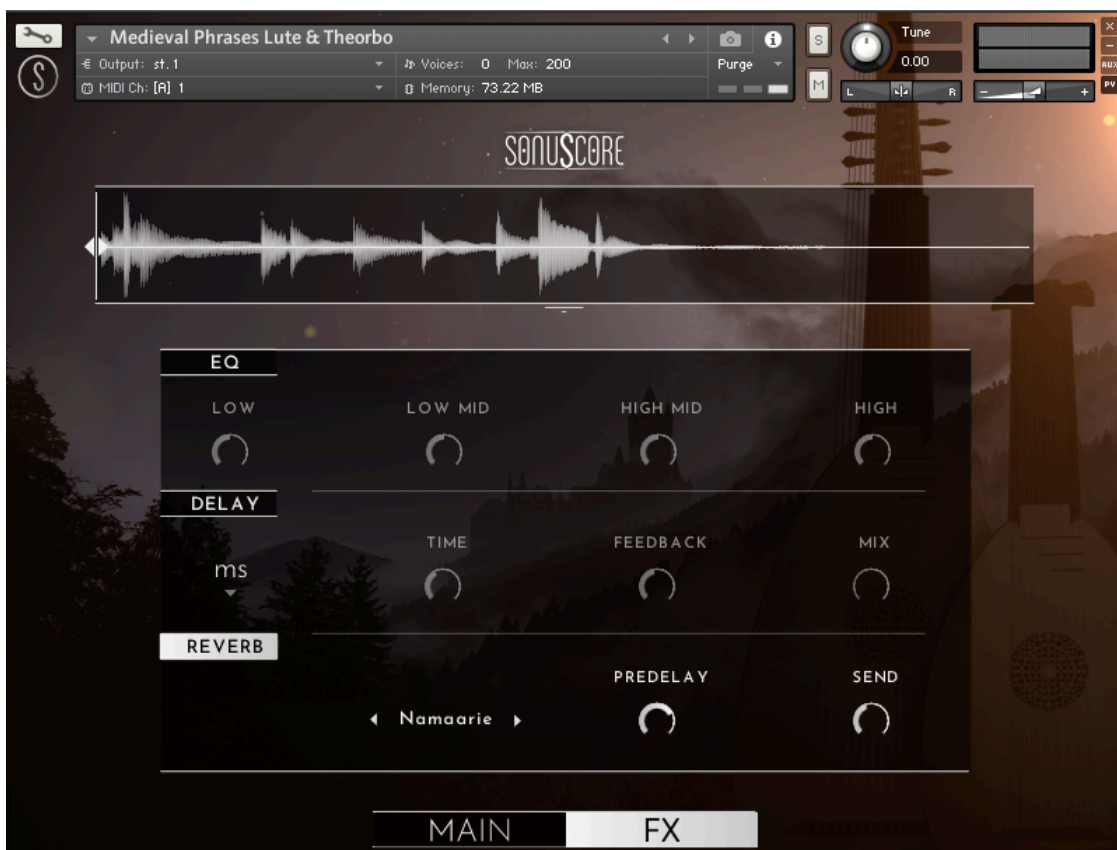 Medieval Phrases Lute & Theorbo
Output: st. 1
Voices: 0 Max: 200
Purge
MIDI Ch: [A] 1
Memory: 73.22 MB
S
M
Tune
0.00
L
R
AUX
PV
SONUSCORE
EQ
LOW
LOW MID
HIGH MID
HIGH
DELAY
ms
TIME
FEEDBACK
MIX
REVERB
Namaarie
PREDELAY
SEND
MAIN
FX